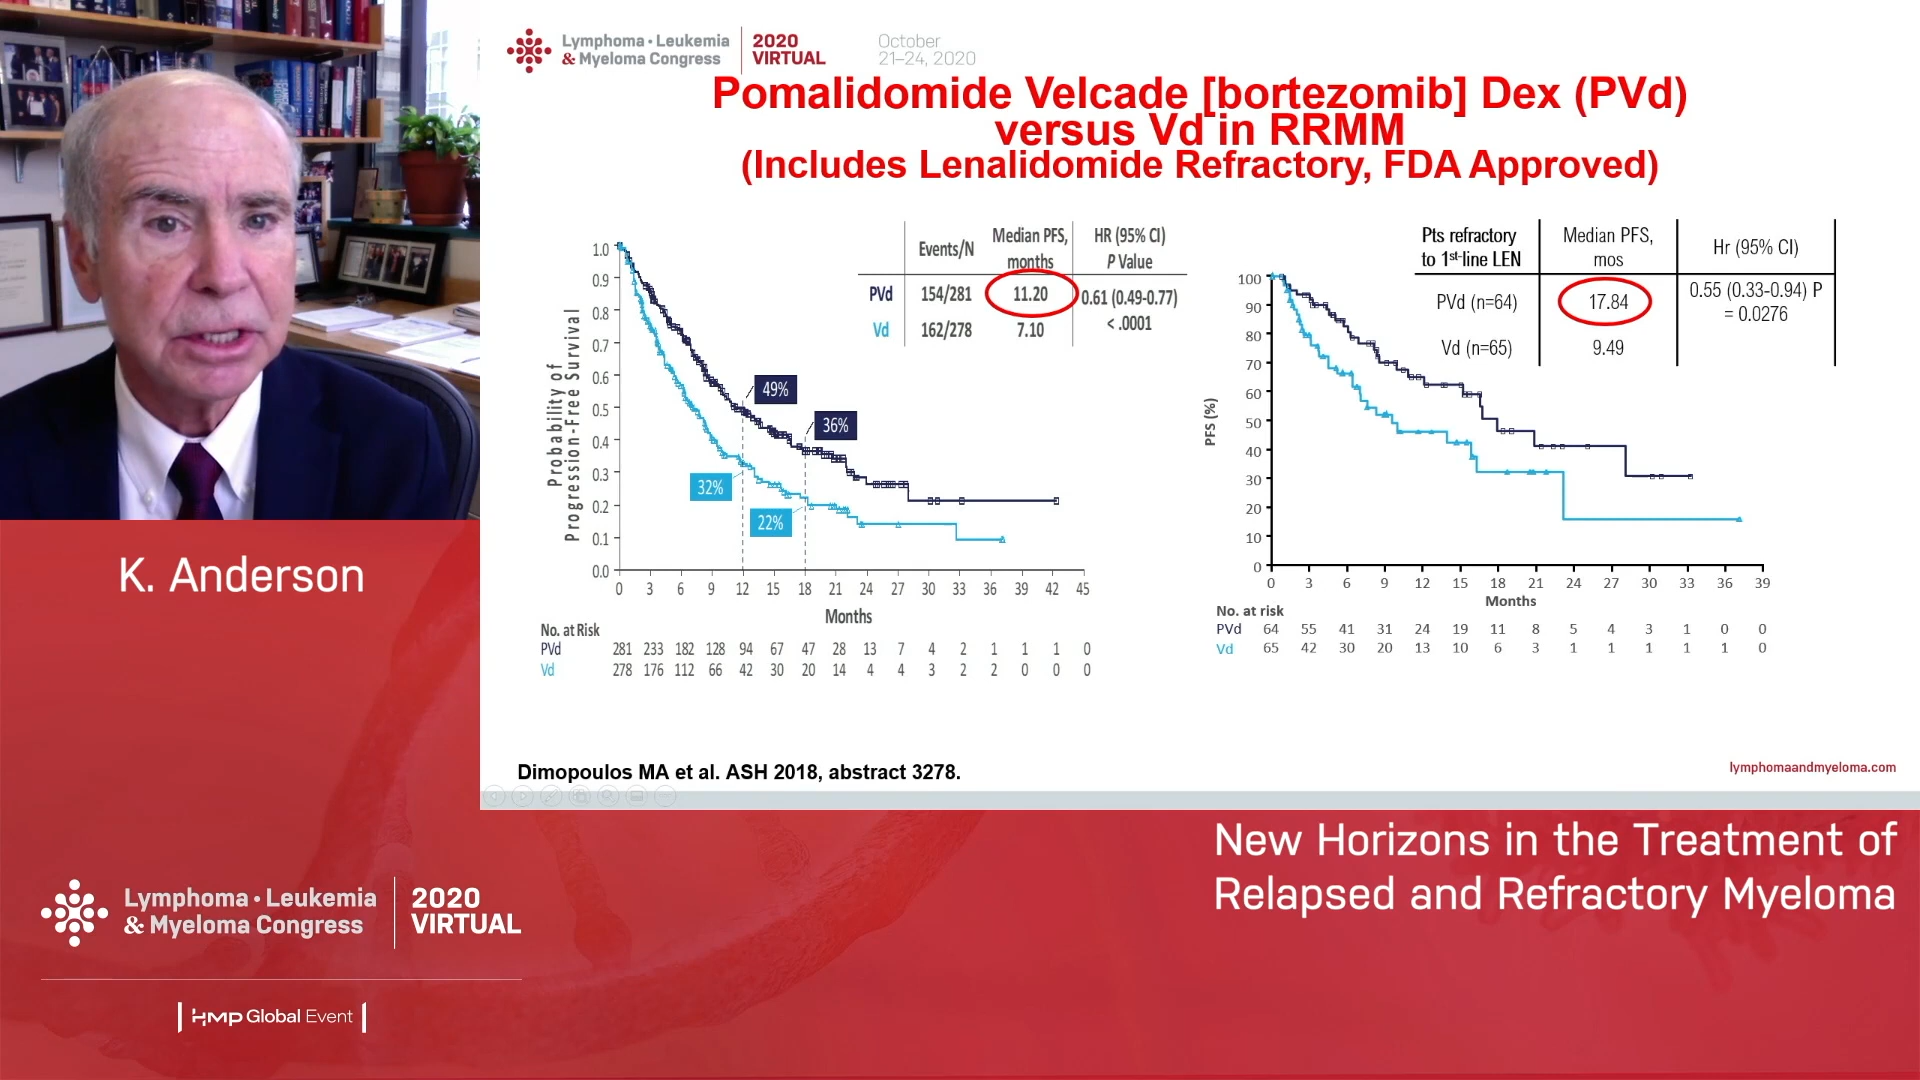 Lymphoma • Leukemia
& Myeloma Congress
2020
VIRTUAL
October
21–24, 2020
Pomalidomide Velcade [bortezomib] Dex (PVd)
versus Vd in RRMM
(Includes Lenalidomide Refractory, FDA Approved)
Events/N
Median PFS,
months
HR (95% CI)
P Value
PVd 154/281 11.20 0.61 (0.49-0.77)
< .0001
Vd 162/278 7.10
Probability of
Progression-Free Survival
1.0
0.9
0.8
0.7
0.6
0.5
0.4
0.3
0.2
0.1
0.0
49%
36%
32%
22%
0 3 6 9 12 15 18 21 24 27 30 33 36 39 42 45
Months
No. at Risk
PVd 281 233 182 128 94 67 47 28 13 7 4 2 1 1 1 0
Vd 278 176 112 66 42 30 20 14 4 4 3 2 2 0 0 0
Pts refractory
to 1st-line LEN
Median PFS,
mos
Hr (95% CI)
PVd (n=64) 17.84 0.55 (0.33-0.94) P
= 0.0276
Vd (n=65) 9.49
PFS (%)
100
90
80
70
60
50
40
30
20
10
0
0 3 6 9 12 15 18 21 24 27 30 33 36 39
Months
No. at risk
PVd 64 55 41 31 24 19 11 8 5 4 3 1 0 0
Vd 65 42 30 20 13 10 6 3 1 1 1 1 1 0
Dimopoulos MA et al. ASH 2018, abstract 3278.
lymphomaandmyeloma.com
K. Anderson
New Horizons in the Treatment of
Relapsed and Refractory Myeloma
Lymphoma • Leukemia
& Myeloma Congress
2020
VIRTUAL
HMP Global Event